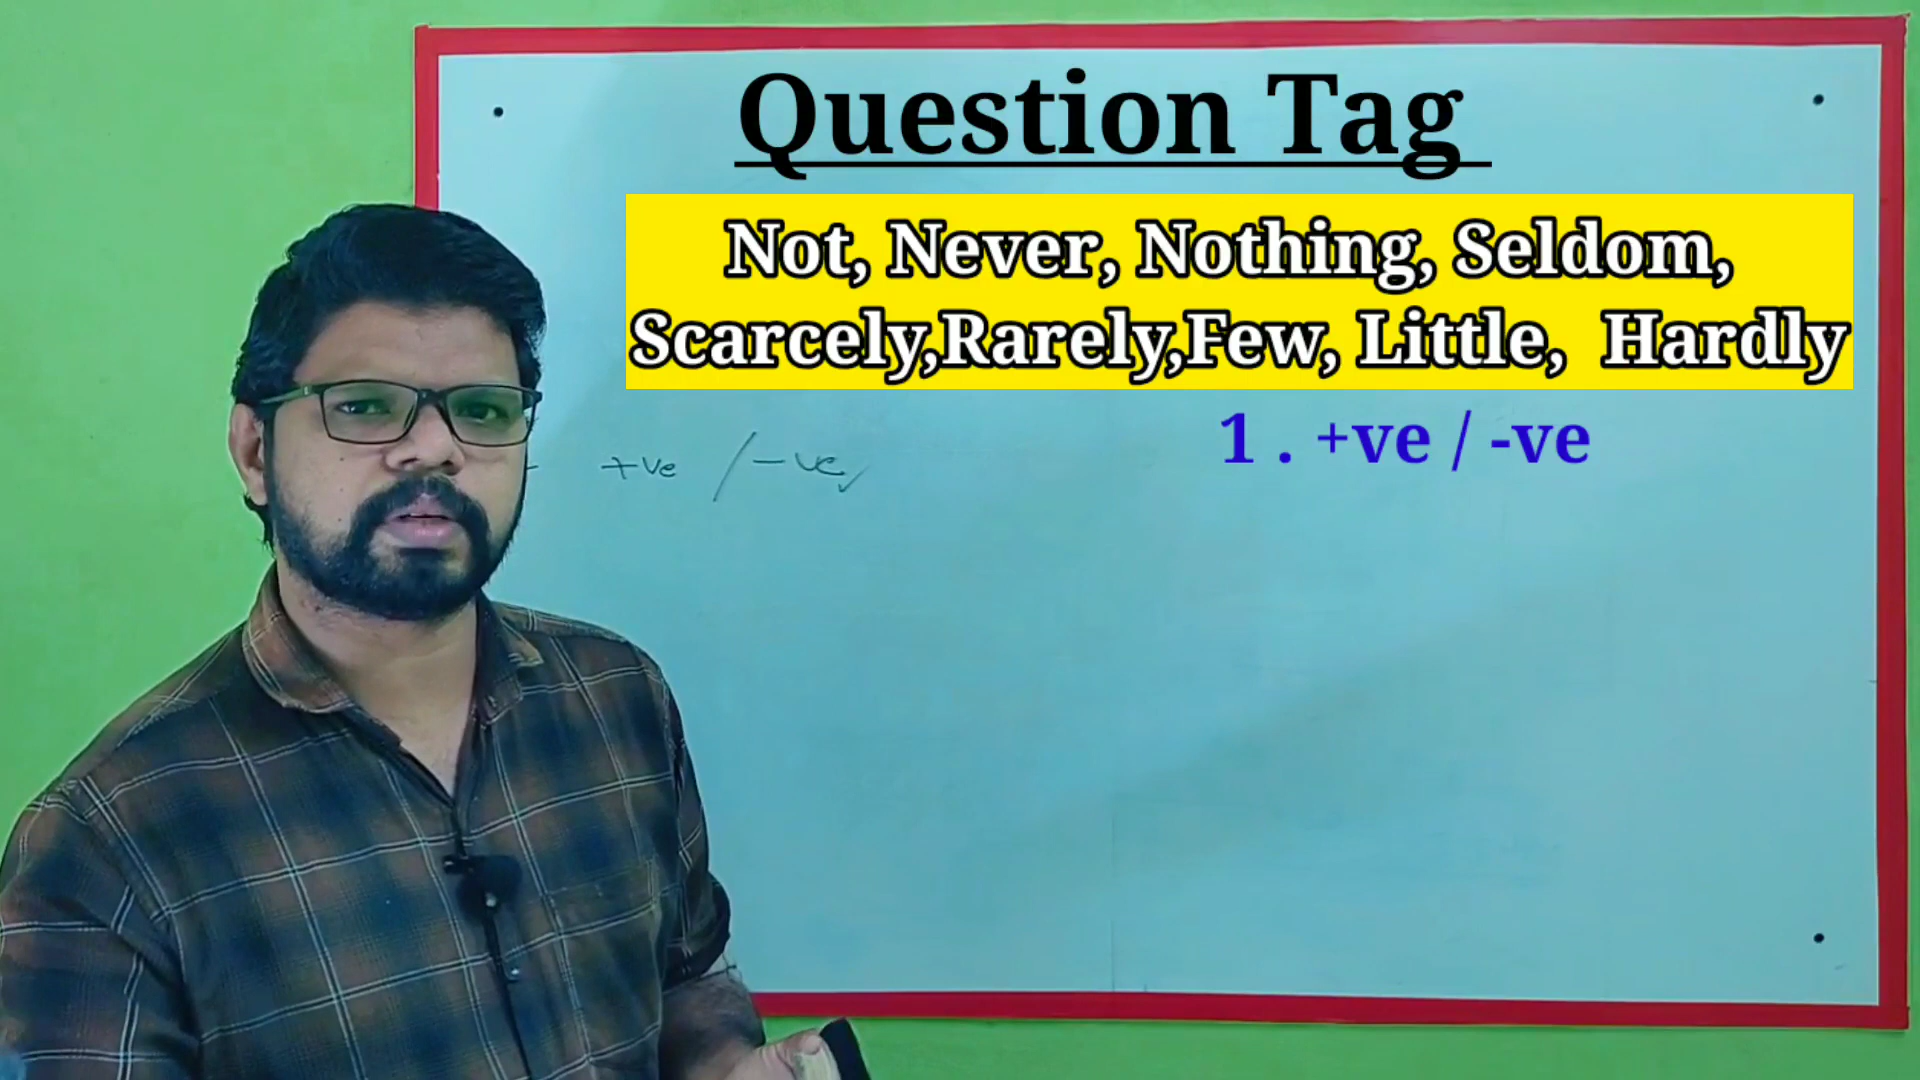 Question Tag
Not, Never, Nothing, Seldom,
Scarcely,Rarely,Few, Little, Hardly
1 . +ve / -ve
+ve / -ve